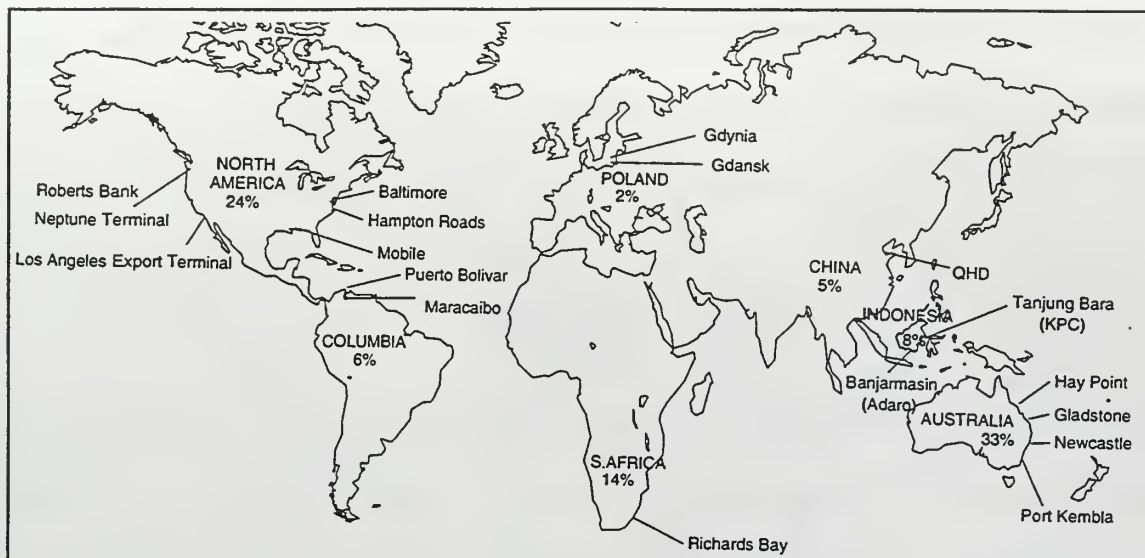 Gdynia
Gdansk
POLAND
2%
NORTH
AMERICA
24%
Roberts Bank
Neptune Terminal
Los Angeles Export Terminal
Baltimore
Hampton Roads
Mobile
Puerto Bolivar
Maracaibo
COLUMBIA
6%
CHINA
5%
QHD
INDONESIA
8%
Tanjung Bara
(KPC)
Banjarmasin
(Adaro)
AUSTRALIA
33%
Hay Point
Gladstone
Newcastle
Port Kembla
S.AFRICA
14%
Richards Bay